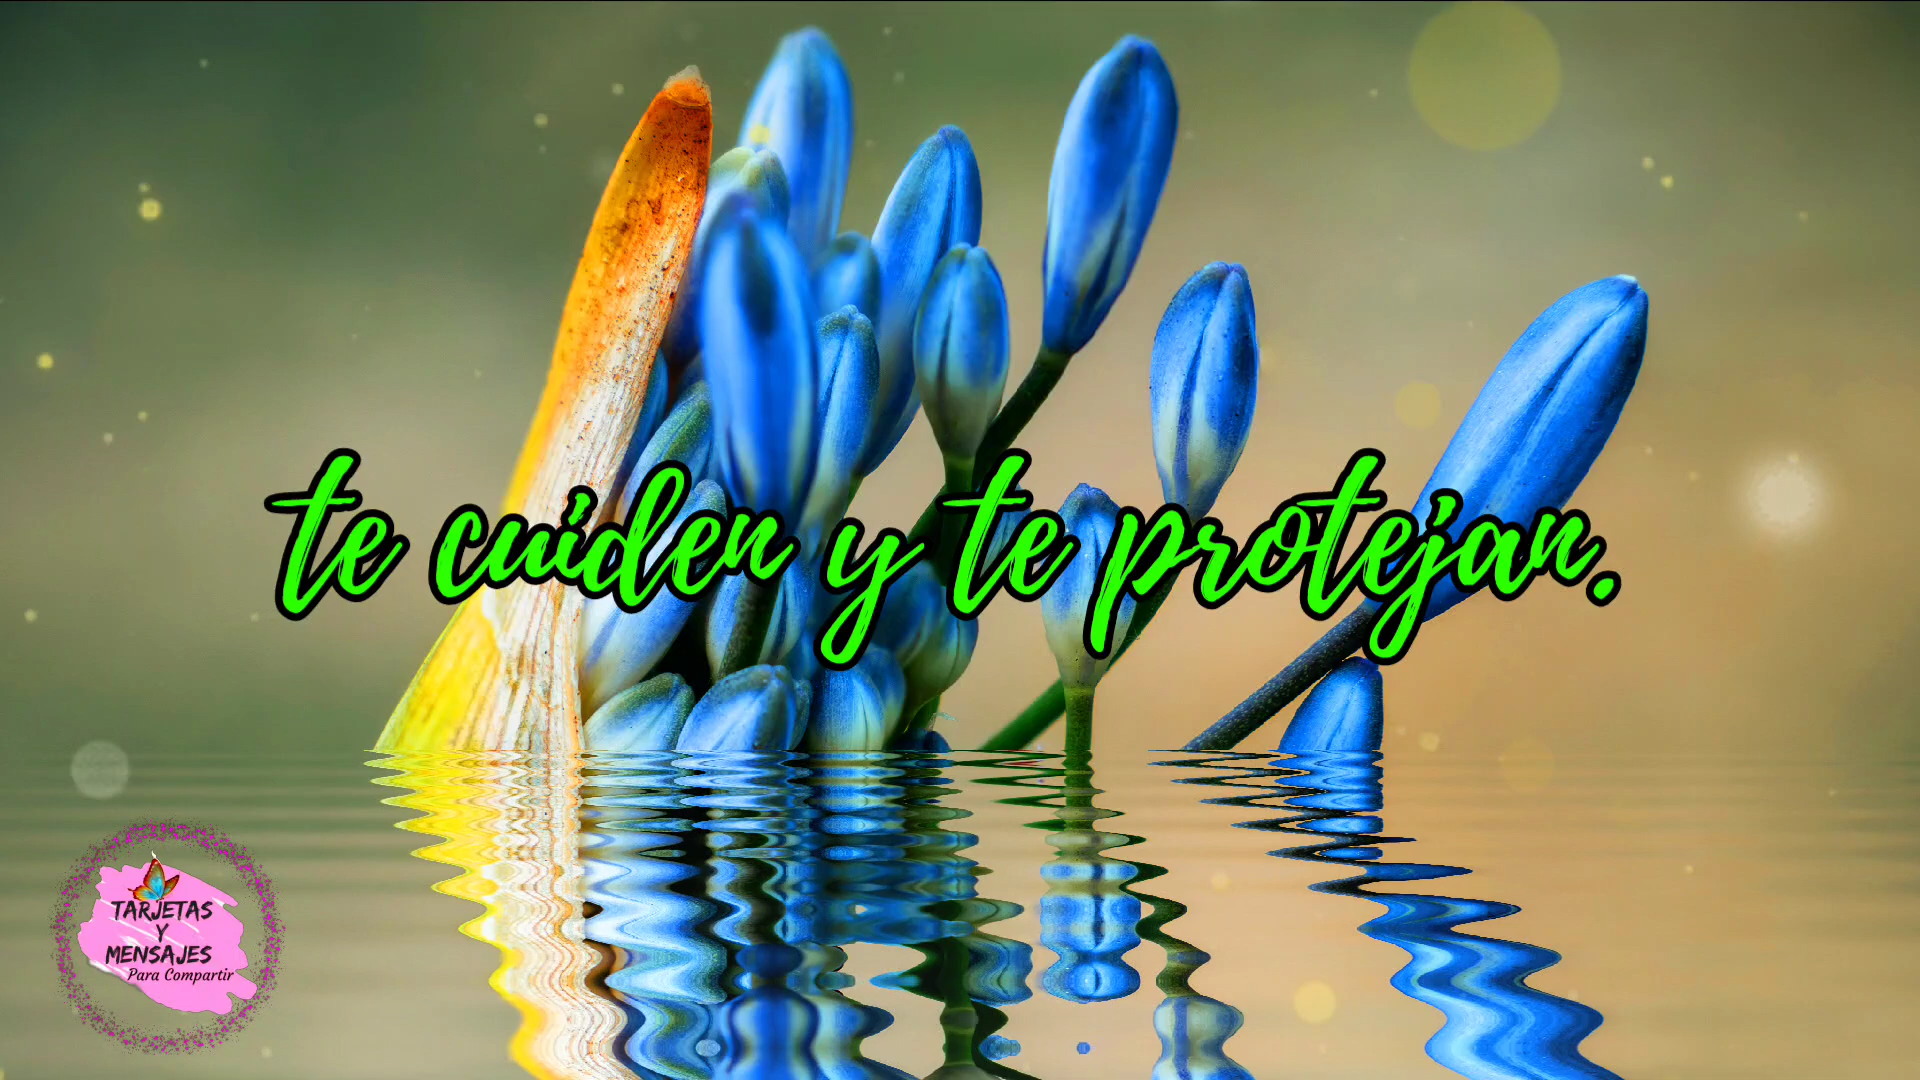 te cuiden y te protejan.
TARJETAS
Y
MENSAJES
Para Compartir